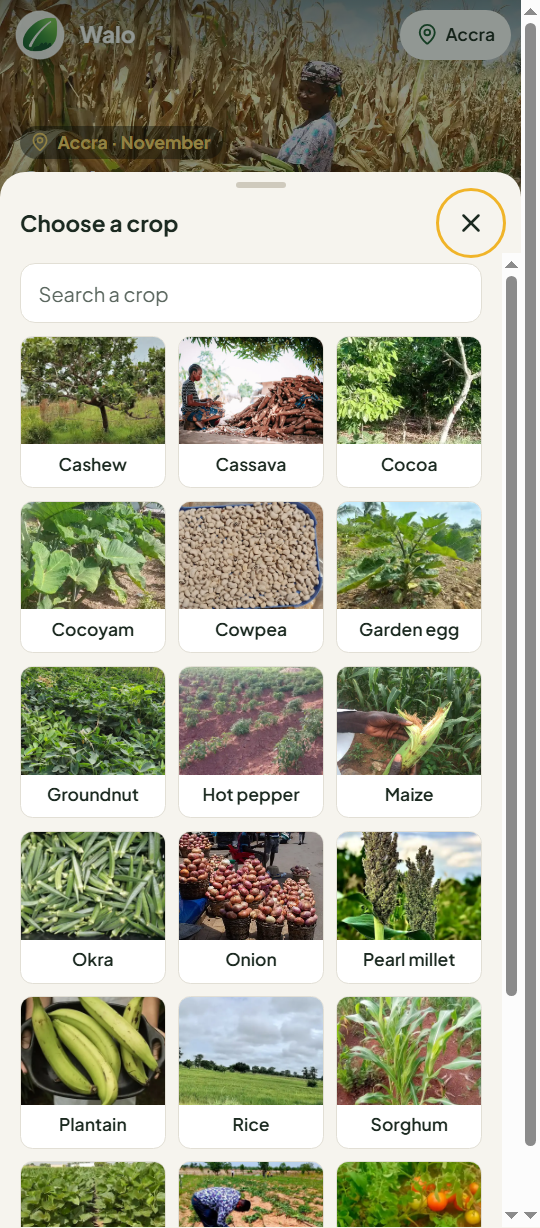 Walo
Accra
Accra · November
Choose a crop
Search a crop
Cashew
Cassava
Cocoa
Cocoyam
Cowpea
Garden egg
Groundnut
Hot pepper
Maize
Okra
Onion
Pearl millet
Plantain
Rice
Sorghum